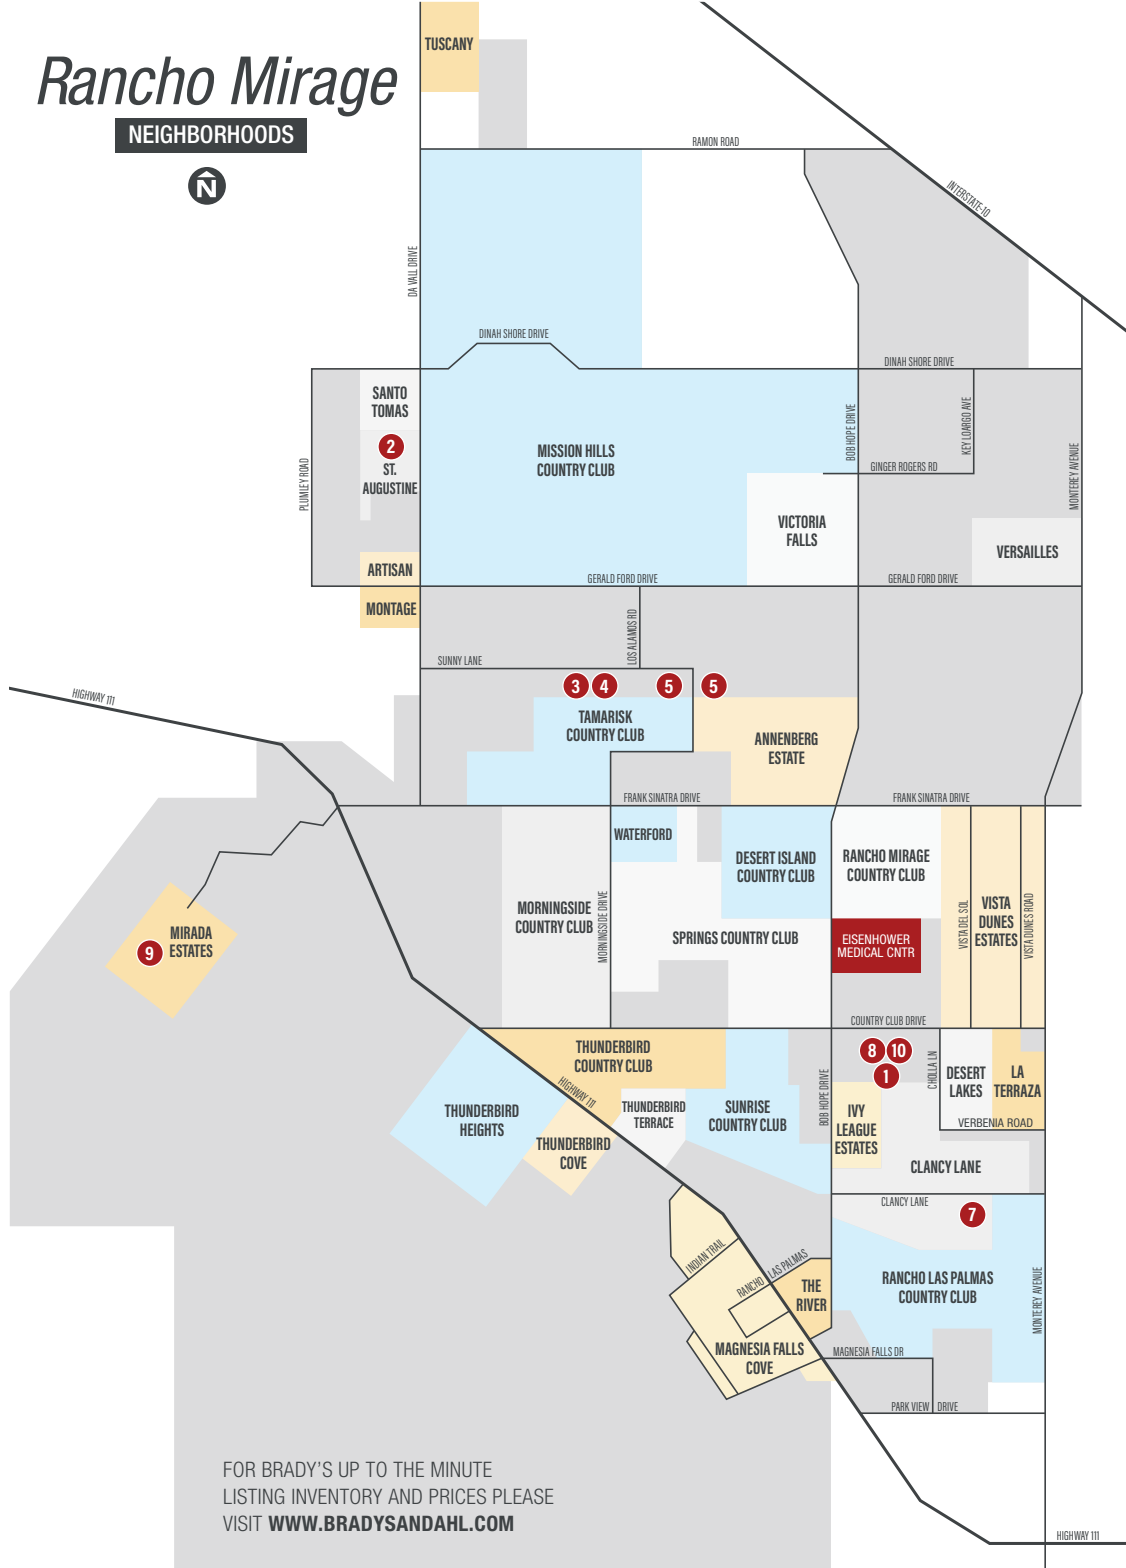 Rancho Mirage
NEIGHBORHOODS
N
TUSCANY
RAMON ROAD
INTERSTATE-10
DA VALL DRIVE
DINAH SHORE DRIVE
DINAH SHORE DRIVE
SANTO
TOMAS
2
ST.
AUGUSTINE
PLUMLEY ROAD
MISSION HILLS
COUNTRY CLUB
BOB HOPE DRIVE
KEY LOARGO AVE
GINGER ROGERS RD
MONTEREY AVENUE
VICTORIA
FALLS
VERSAILLES
ARTISAN
GERALD FORD DRIVE
GERALD FORD DRIVE
MONTAGE
LOS ALAMOS RD
SUNNY LANE
HIGHWAY 111
3
4
5
5
TAMARISK
COUNTRY CLUB
ANNENBERG
ESTATE
FRANK SINATRA DRIVE
FRANK SINATRA DRIVE
WATERFORD
DESERT ISLAND
COUNTRY CLUB
RANCHO MIRAGE
COUNTRY CLUB
MORNINGSIDE
COUNTRY CLUB
MORNINGSIDE DRIVE
SPRINGS COUNTRY CLUB
VISTA DEL SOL
VISTA
DUNES
ESTATES
VISTA DUNES ROAD
9
MIRADA
ESTATES
EISENHOWER
MEDICAL CNTR
COUNTRY CLUB DRIVE
THUNDERBIRD
COUNTRY CLUB
HIGHWAY 111
8
10
1
CHOLLA LN
DESERT
LAKES
LA
TERRAZA
BOB HOPE DRIVE
THUNDERBIRD
HEIGHTS
THUNDERBIRD
TERRACE
SUNRISE
COUNTRY CLUB
IVY
LEAGUE
ESTATES
VERBENIA ROAD
THUNDERBIRD
COVE
CLANCY LANE
CLANCY LANE
7
INDIAN TRAIL
RANCHO
LAS PALMAS
THE
RIVER
RANCHO LAS PALMAS
COUNTRY CLUB
MONTEREY AVENUE
MAGNESIA FALLS
COVE
MAGNESIA FALLS DR
PARK VIEW
DRIVE
FOR BRADY'S UP TO THE MINUTE
LISTING INVENTORY AND PRICES PLEASE
VISIT WWW.BRADYSANDAHL.COM
HIGHWAY 111